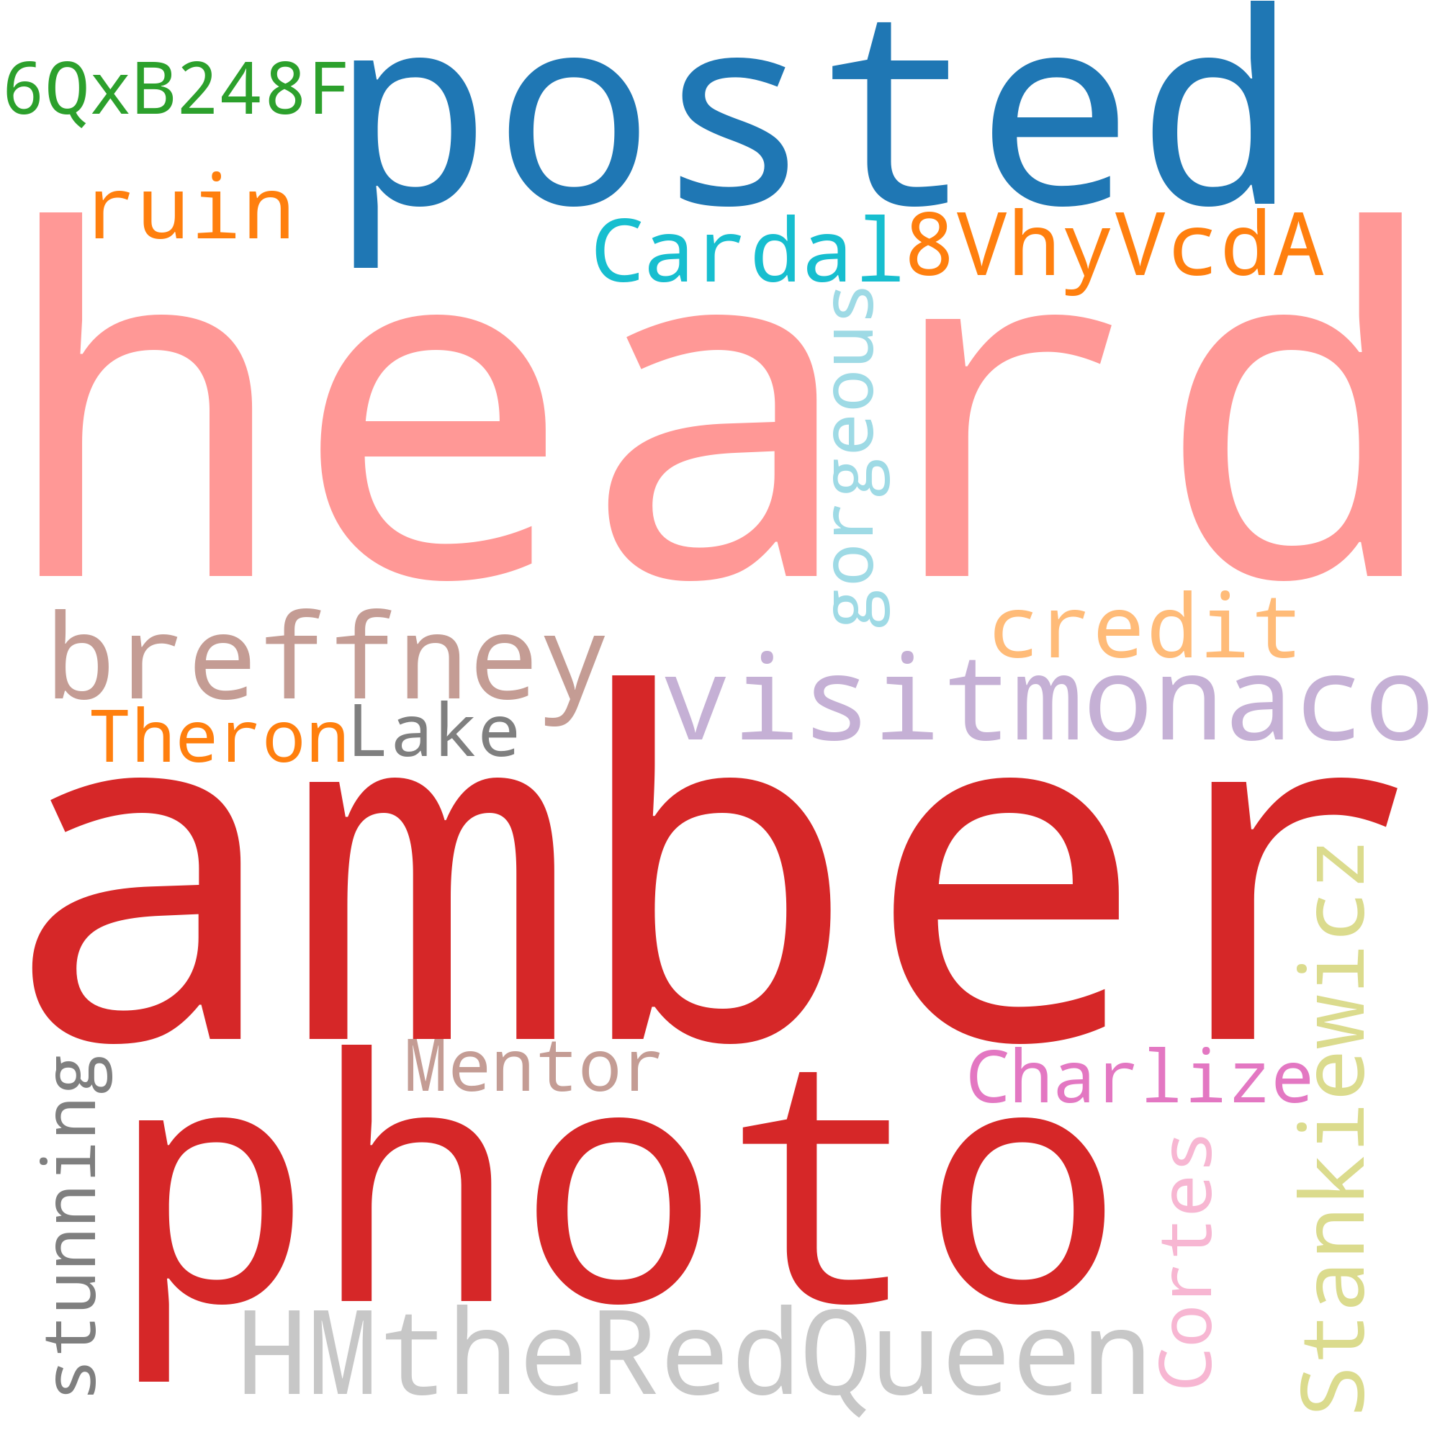 posted
6QxB248F
ruin
Cardal
8VhyVcdA
heard
gorgeous
breffney
credit
visitmonaco
Theron
Lake
amber
Stankiewicz
stunning
Mentor
Charlize
photo
Cortes
HMtheRedQueen